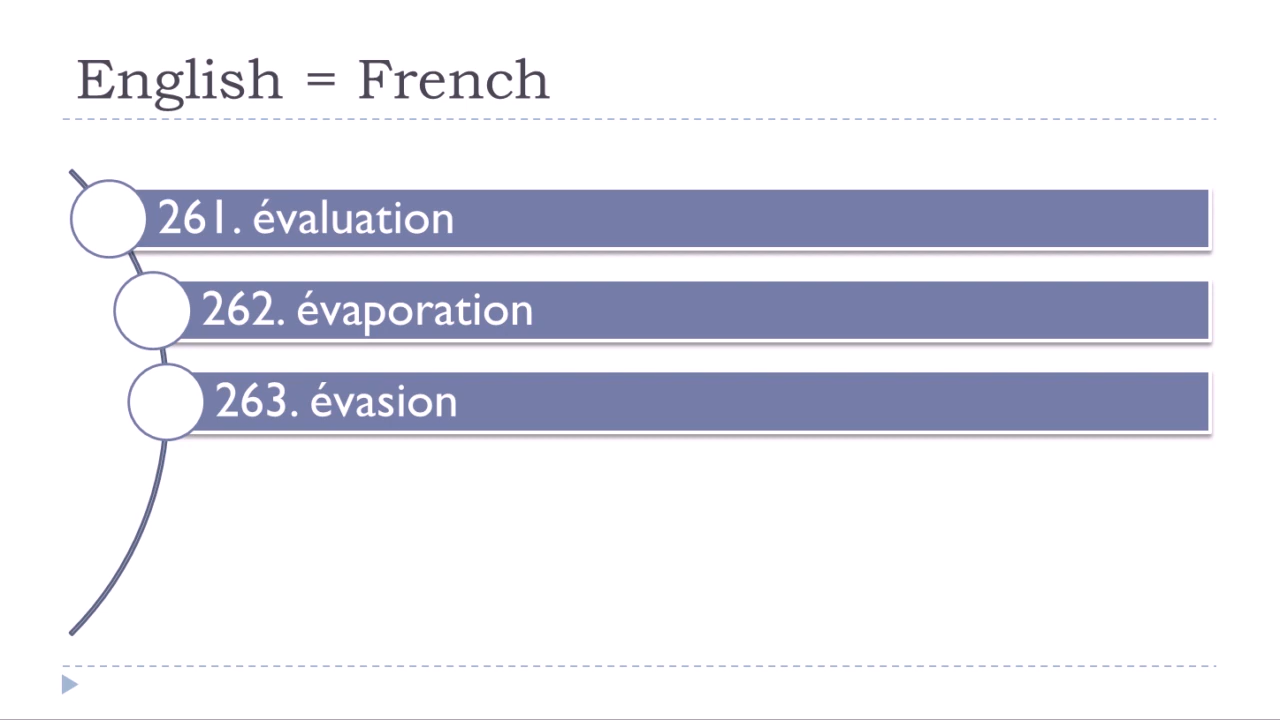 English = French
261. évaluation
262. évaporation
263. évasion